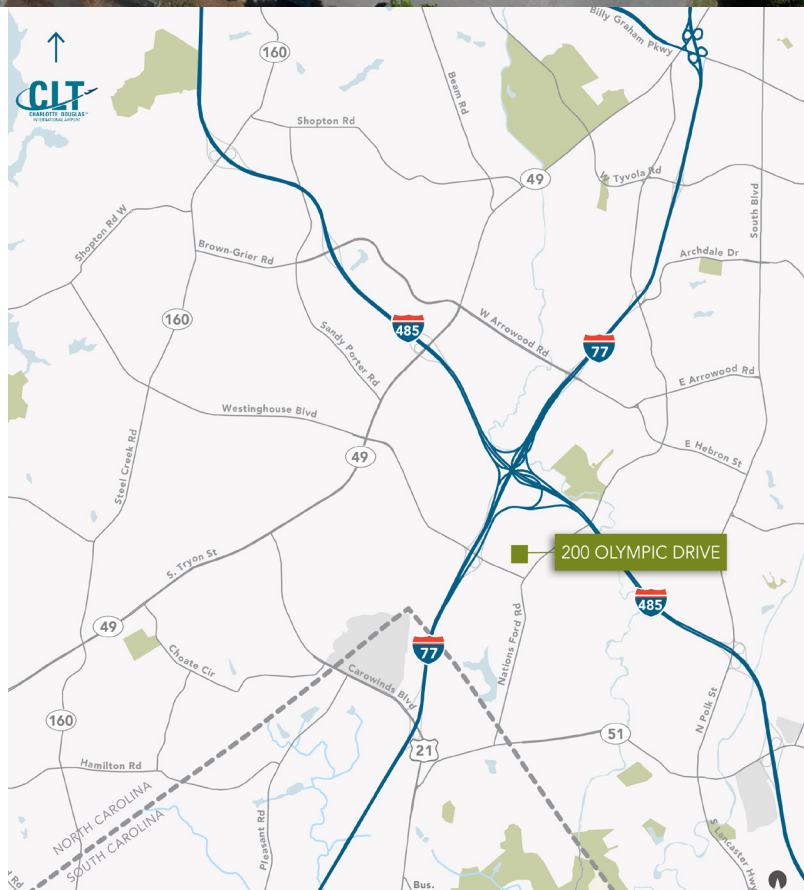 Billy Graham Pkwy
160
CLT
CHARLOTTE DOUGLAS™
INTERNATIONAL AIRPORT
Beam Rd
Shopton Rd
49
W Tyvola Rd
South Blvd
Shopton Rd W
Brown-Grier Rd
Archdale Dr
160
485
W Arrowood Rd
77
Sandy Porter Rd
E Arrowood Rd
Westinghouse Blvd
Steel Creek Rd
49
E Hebron St
200 OLYMPIC DRIVE
S. Tryon St
485
49
77
Nations Ford Rd
Choate Cir
Carowinds Blvd
N Polk St
160
21
51
Hamilton Rd
NORTH CAROLINA
SOUTH CAROLINA
Pleasant Rd
S Lancaster Hwy
Rd
Bus.